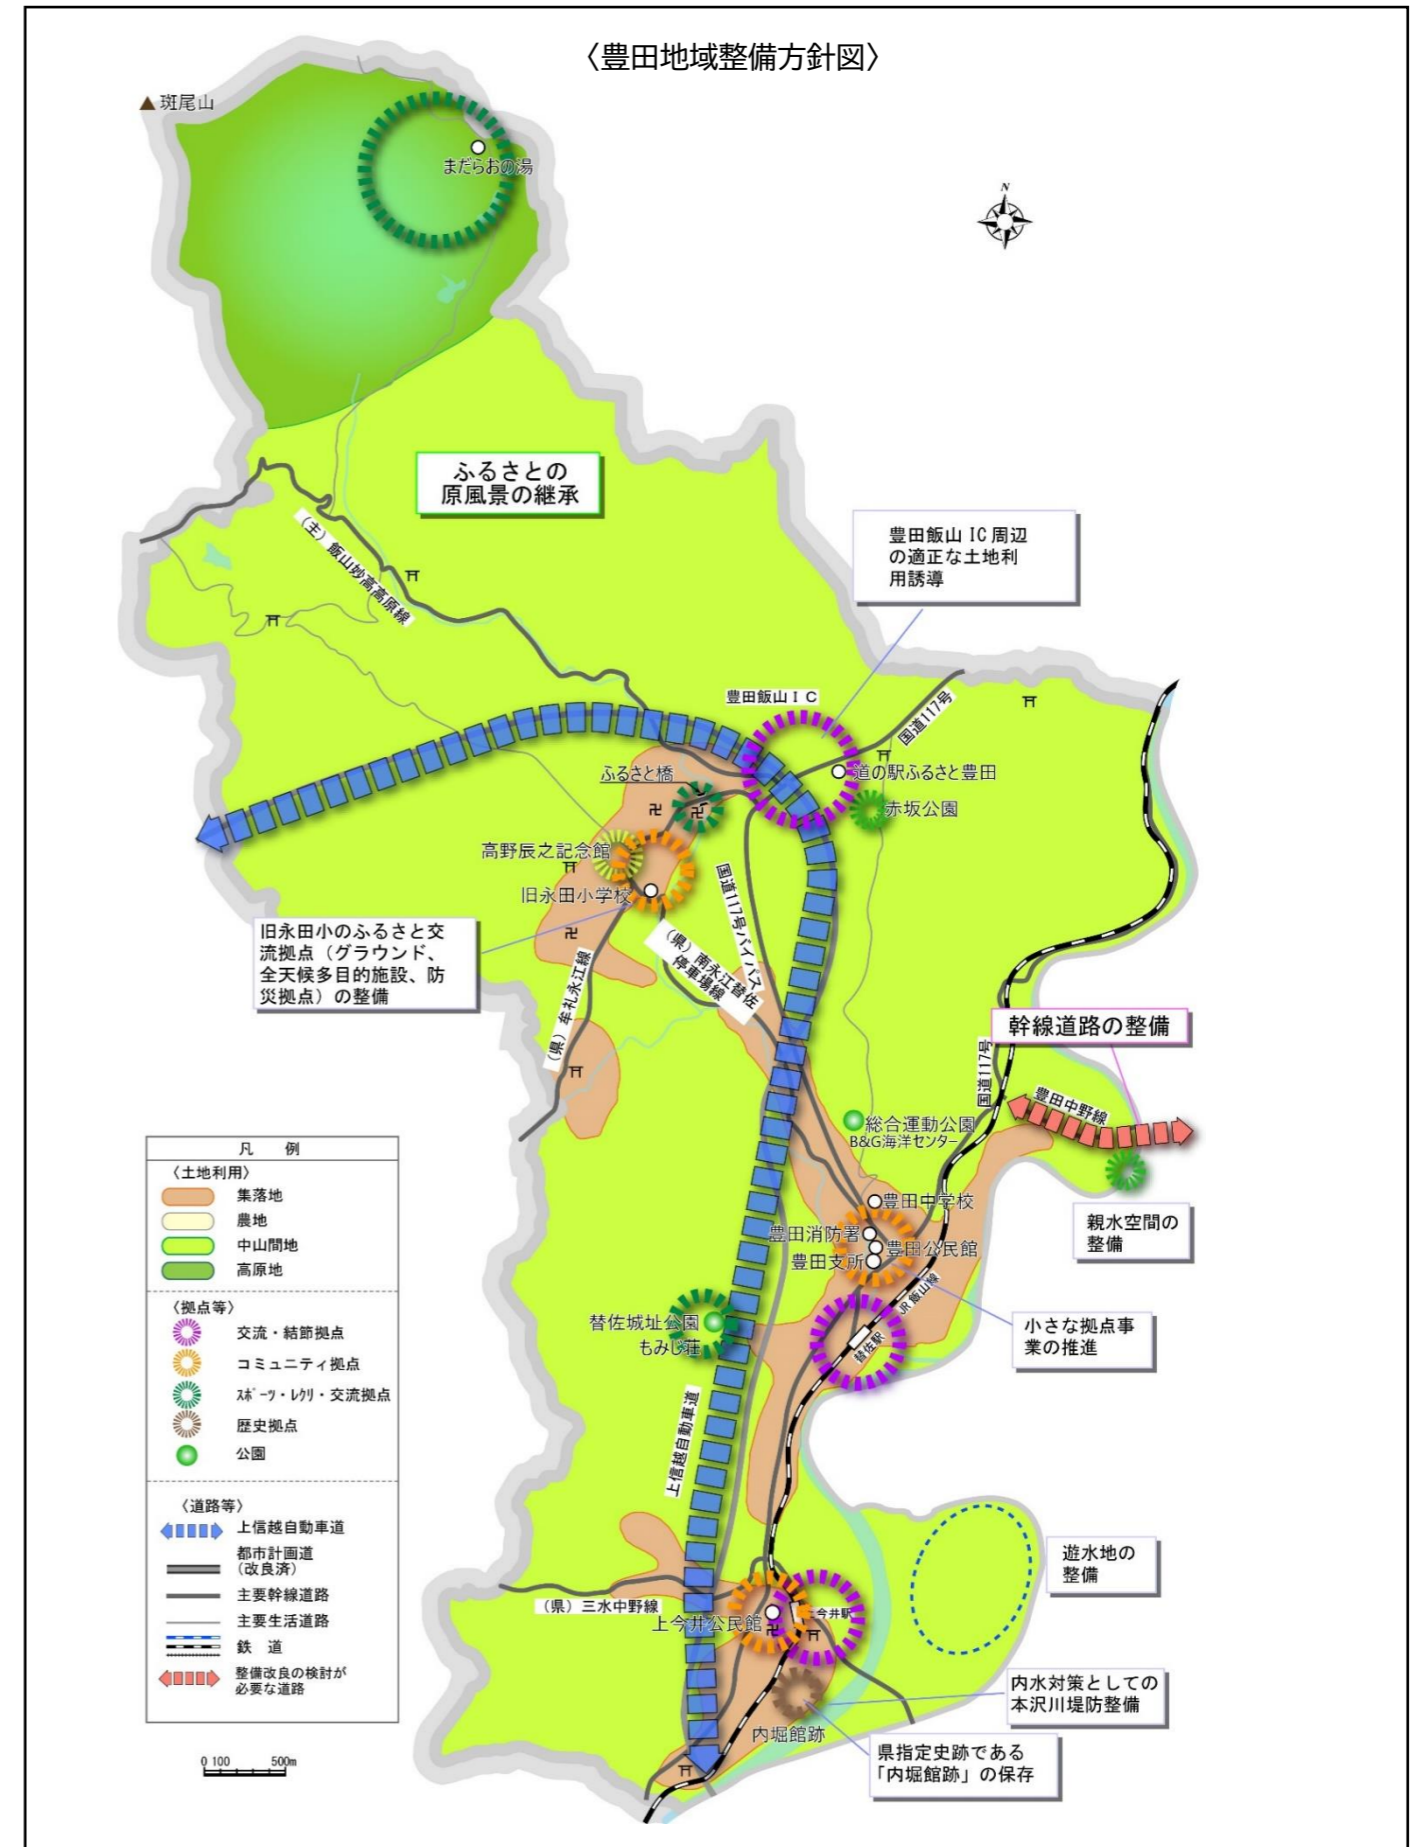 〈豊田地域整備方針図〉
斑尾山
まだらおの湯
N
ふるさとの
原風景の継承
(主)飯山妙高高原線
豊田飯山 IC 周辺
の適正な土地利
用誘導
豊田飯山IC
国道117号
道の駅ふるさと豊田
ふるさと橋
赤坂公園
高野辰之記念館
旧永田小学校
国道117号バイパス
旧永田小のふるさと交
流拠点(グラウンド、
全天候多目的施設、防
災拠点)の整備
(県)南永江替佐
停車場線
(県)牟礼永江線
幹線道路の整備
国道117号
豊田中野線
総合運動公園
B&G海洋センター
親水空間の
整備
豊田中学校
豊田消防署
豊田公民館
豊田支所
JR飯山線
小さな拠点事
業の推進
替佐城址公園
もみじ荘
替佐駅
上信越自動車道
遊水地の
整備
(県)三水中野線
上今井公民館
上今井駅
内水対策としての
本沢川堤防整備
内堀館跡
県指定史跡である
「内堀館跡」の保存
凡 例
〈土地利用〉
集落地
農地
中山間地
高原地
〈拠点等〉
交流・結節拠点
コミュニティ拠点
スポーツ・レクリ・交流拠点
歴史拠点
公園
〈道路等〉
上信越自動車道
都市計画道
(改良済)
主要幹線道路
主要生活道路
鉄 道
整備改良の検討が
必要な道路
0 100 500m